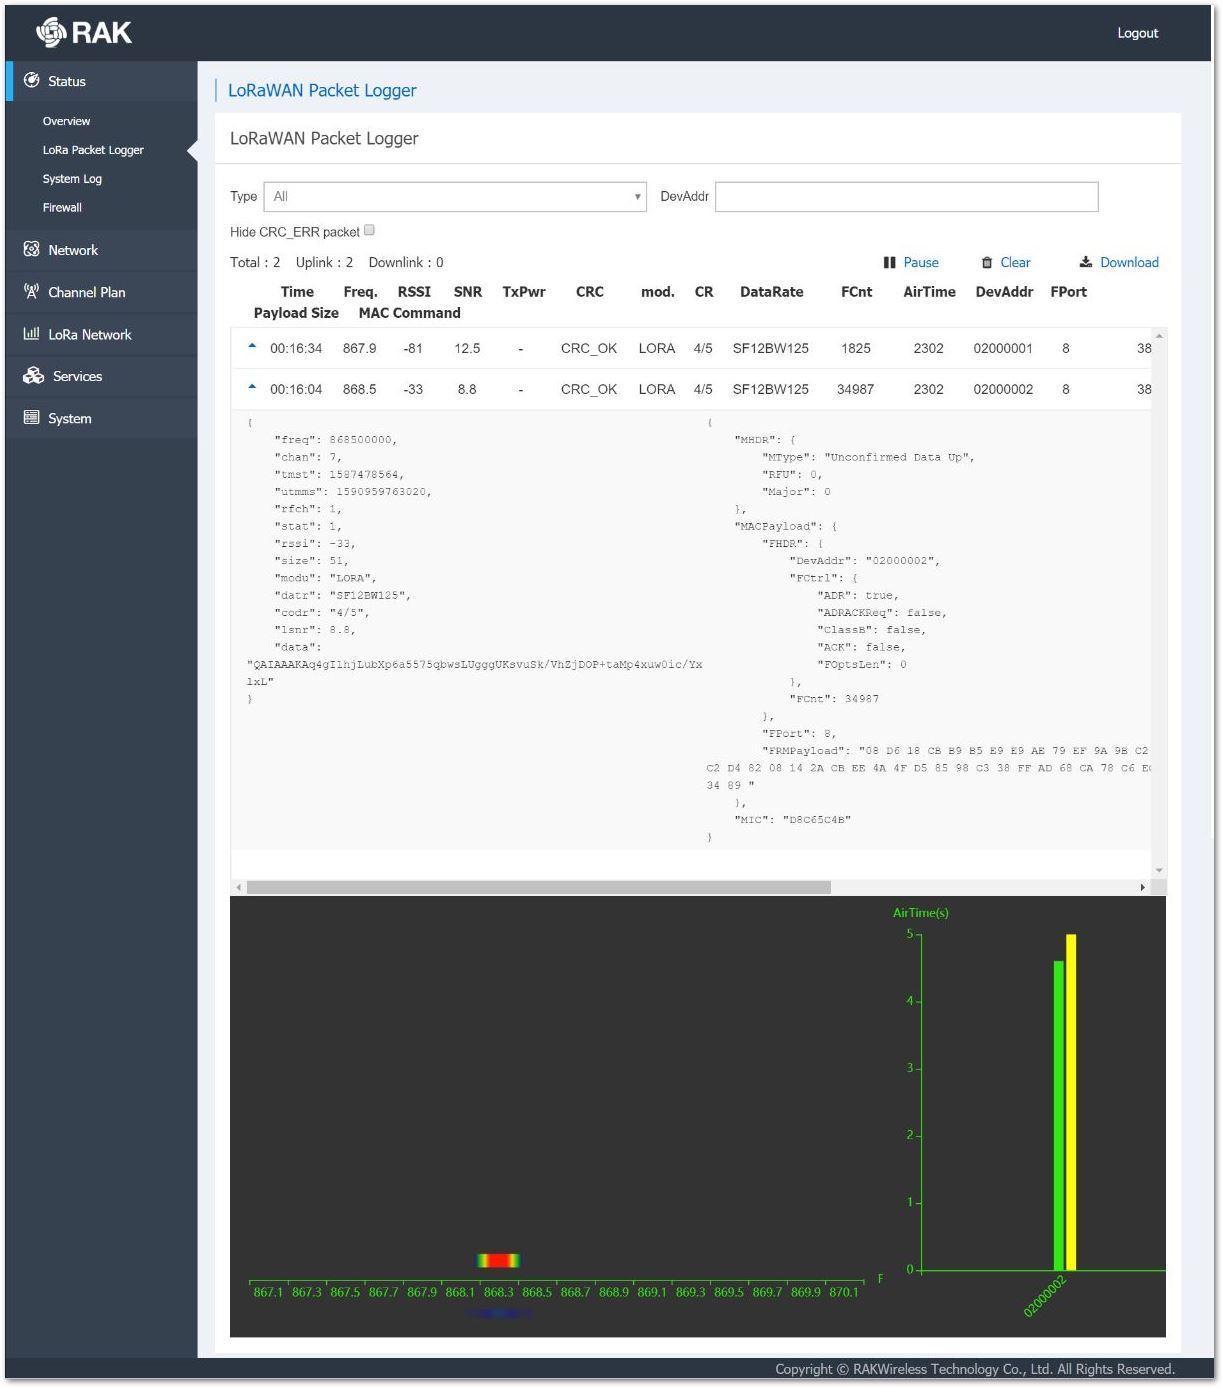 RAK
Logout
Status
Overview
LoRa Packet Logger
System Log
Firewall
Network
Channel Plan
LoRa Network
Services
System
LoRaWAN Packet Logger
LoRaWAN Packet Logger
Type All DevAddr
Hide CRC_ERR packet
Total : 2 Uplink : 2 Downlink : 0 Pause Clear Download
Time Freq. RSSI SNR TxPwr CRC mod. CR DataRate FCnt AirTime DevAddr FPort
Payload Size MAC Command
00:16:34 867.9 -81 12.5 - CRC_OK LORA 4/5 SF12BW125 1825 2302 02000001 8 38
00:16:04 868.5 -33 8.8 - CRC_OK LORA 4/5 SF12BW125 34987 2302 02000002 8 38
{
"freq": 868500000,
"chan": 7,
"tmst": 1587478564,
"utmms": 1590959763020,
"rfch": 1,
"stat": 1,
"rssi": -33,
"size": 51,
"modu": "LORA",
"datr": "SF12BW125",
"codr": "4/5",
"lsnr": 8.8,
"data":
"QAIAAAKAq4gIlhjLubXp6a5575qbwsLUgggUKsvuSk/VhZjDOP+taMp4xuw0ic/Yx
lxL"
}
{
"MHDR": {
"MType": "Unconfirmed Data Up",
"RFU": 0,
"Major": 0
},
"MACPayload": {
"FHDR": {
"DevAddr": "02000002",
"FCtrl": {
"ADR": true,
"ADRACKReq": false,
"ClassB": false,
"ACK": false,
"FOptsLen": 0
},
"FCnt": 34987
},
"FPort": 8,
"FRMPayload": "08 D6 18 CB B9 B5 E9 E9 AE 79 EF 9A 9B C2
C2 D4 82 08 14 2A CB EE 4A 4F D5 85 98 C3 38 FF AD 68 CA 78 C6
34 89 "
},
"MIC": "D8C65C4B"
}
AirTime(s)
5
4
3
2
1
0
02000002
867.1 867.3 867.5 867.7 867.9 868.1 868.3 868.5 868.7 868.9 869.1 869.3 869.5 869.7 869.9 870.1 F
Copyright © RAKWireless Technology Co., Ltd. All Rights Reserved.